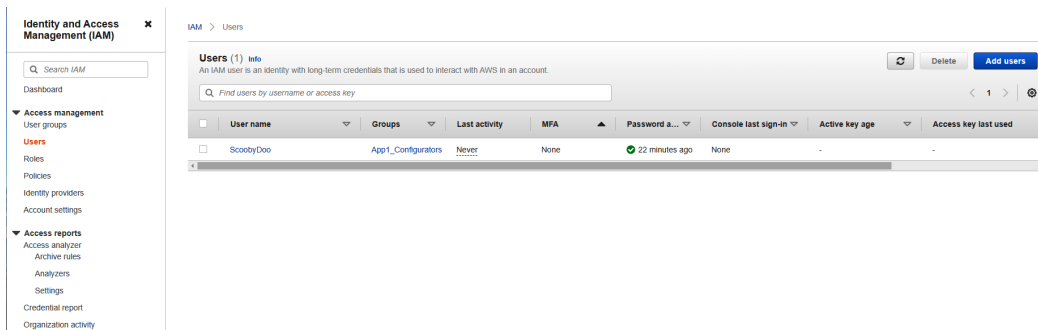 Identity and Access
Management (IAM)
Search IAM
Dashboard
Access management
User groups
Users
Roles
Policies
Identity providers
Account settings
Access reports
Access analyzer
Archive rules
Analyzers
Settings
Credential report
Organization activity
IAM > Users
Users (1) Info
An IAM user is an identity with long-term credentials that is used to interact with AWS in an account.
Delete Add users
Find users by username or access key
< 1 >
User name Groups Last activity MFA Password a... Console last sign-in Active key age Access key last used
ScoobyDoo App1_Configurators Never None 22 minutes ago None - -